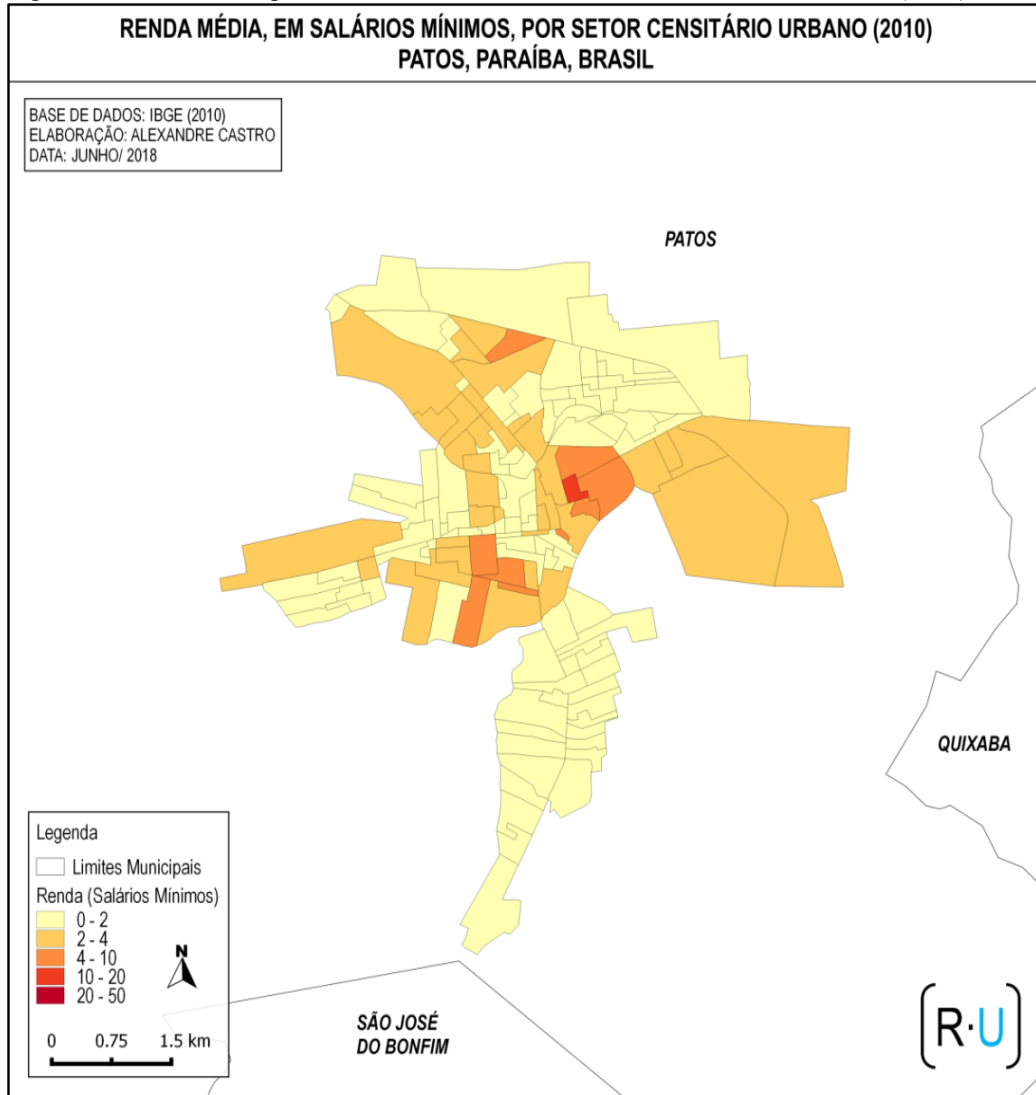 RENDA MÉDIA, EM SALÁRIOS MÍNIMOS, POR SETOR CENSITÁRIO URBANO (2010)
PATOS, PARAÍBA, BRASIL
BASE DE DADOS: IBGE (2010)
ELABORAÇÃO: ALEXANDRE CASTRO
DATA: JUNHO/ 2018
PATOS
QUIXABA
Legenda
Limites Municipais
Renda (Salários Mínimos)
0 - 2
2 - 4
4 - 10
10 - 20
20 - 50
N
0 0.75 1.5 km
SÃO JOSÉ
DO BONFIM
[R·U]